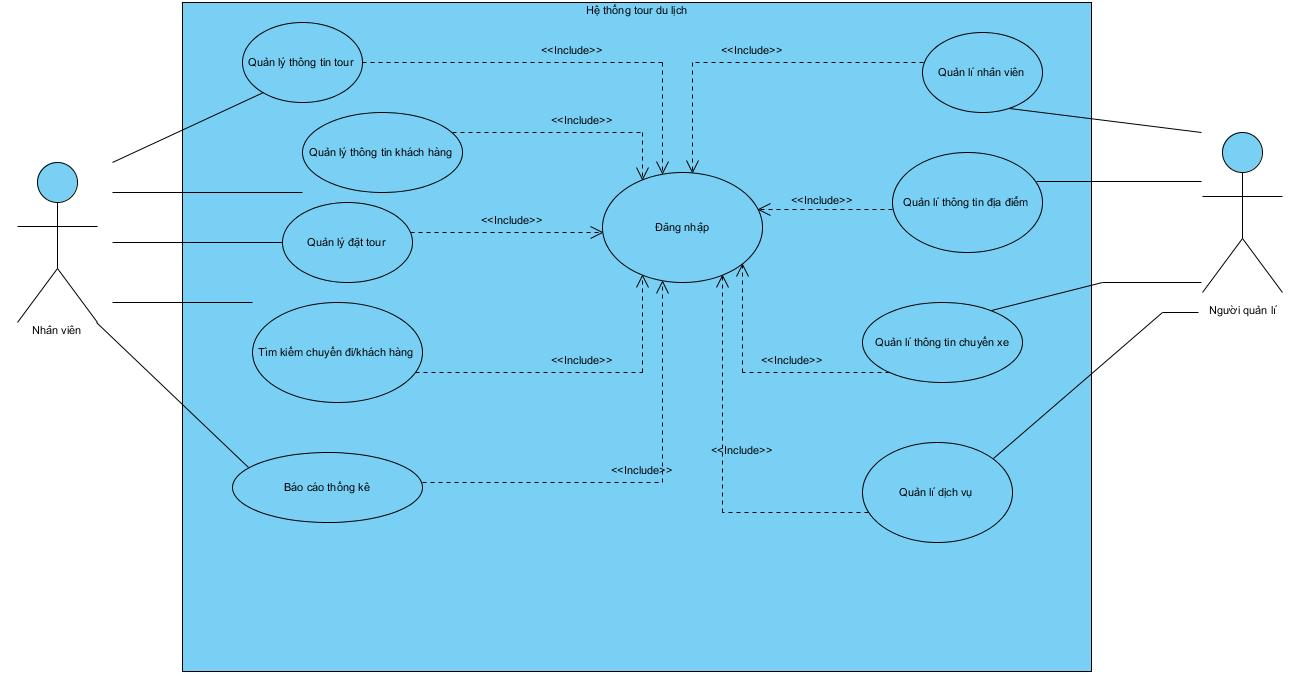 Hệ thống tour du lịch
<<Include>>
<<Include>>
Quản lý thông tin tour
Quản lí nhân viên
<<Include>>
Quản lý thông tin khách hàng
<<Include>>
Quản lí thông tin địa điểm
<<Include>>
Đăng nhập
Quản lý đặt tour
Người quản lí
Nhân viên
Quản lí thông tin chuyến xe
Tìm kiếm chuyến đi/khách hàng
<<Include>>
<<Include>>
<<Include>>
<<Include>>
Báo cáo thống kê
Quản lí dịch vụ